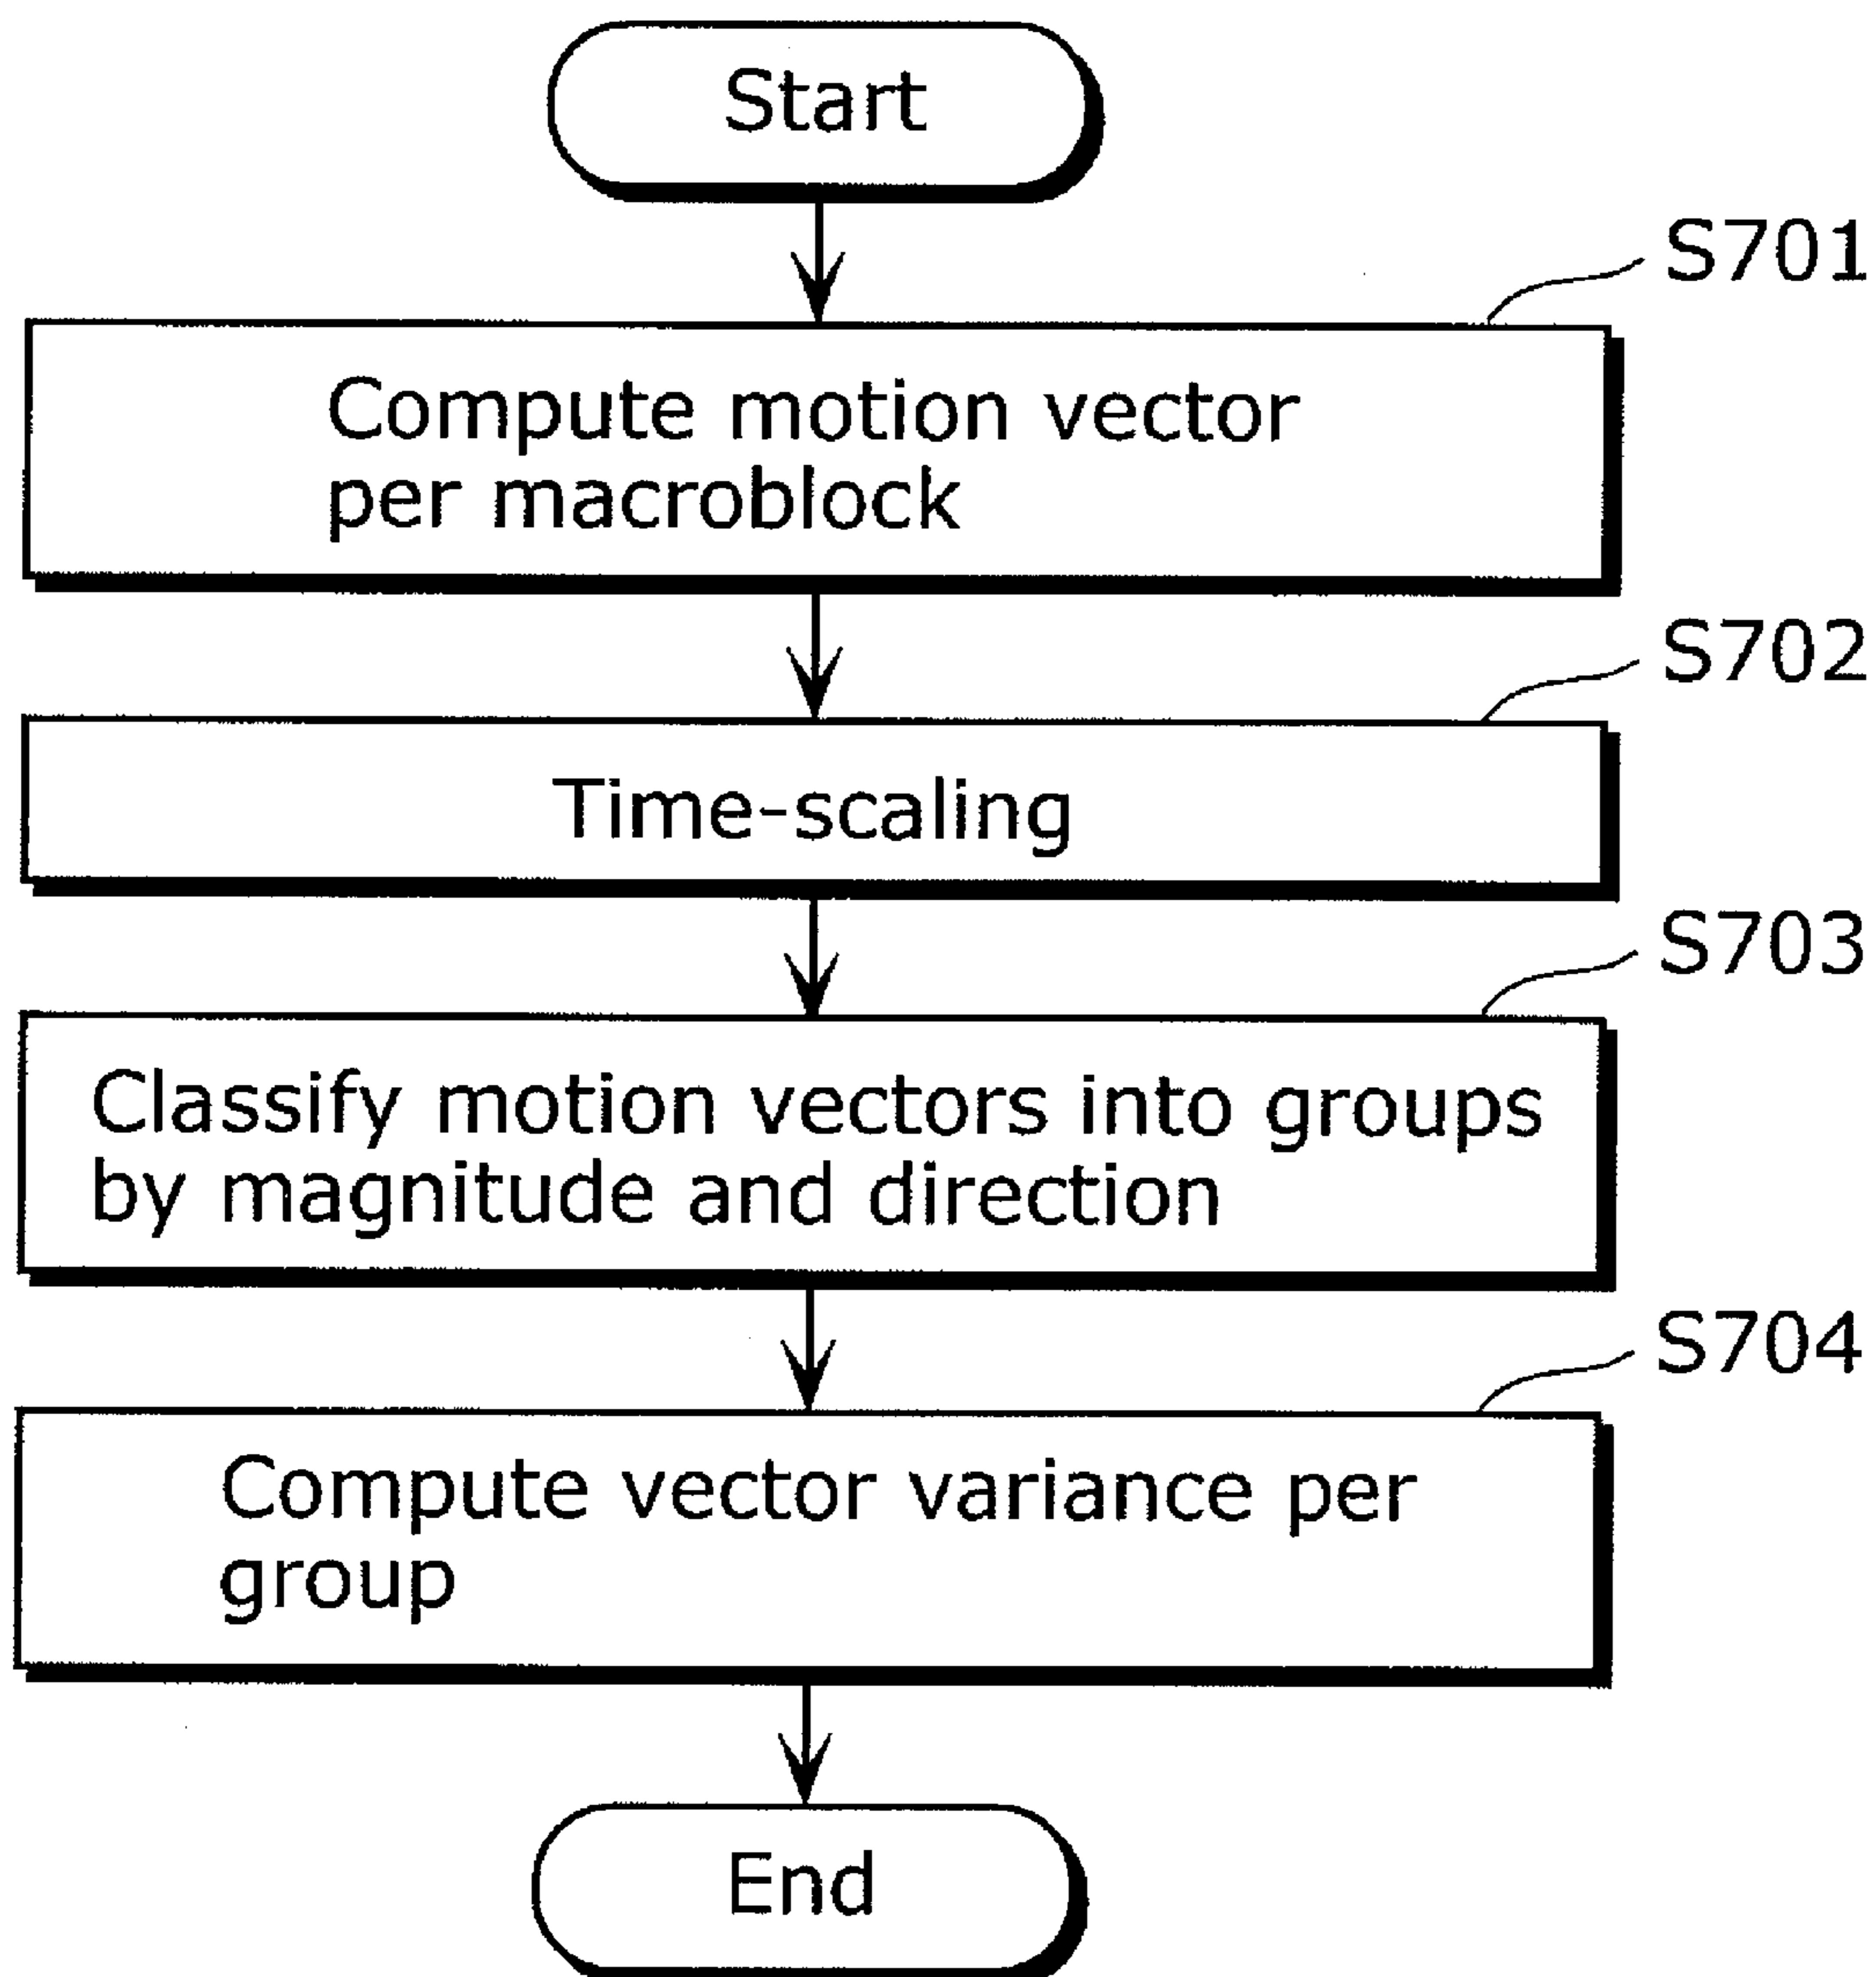 Start
S701
Compute motion vector
per macroblock
S702
Time-scaling
S703
Classify motion vectors into groups
by magnitude and direction
S704
Compute vector variance per
group
End